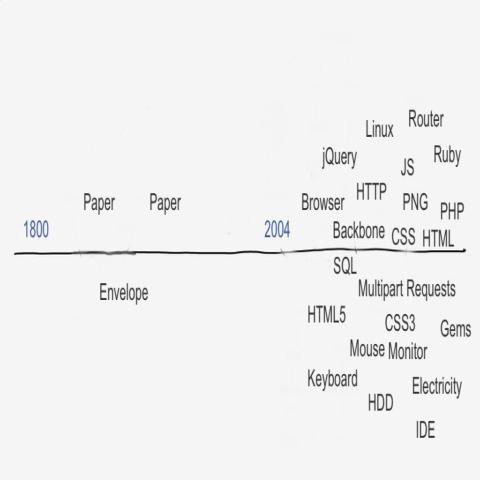 Linux
Router
jQuery
JS
Ruby
HTTP
Paper
Paper
Browser
PNG
PHP
1800
2004
Backbone
CSS
HTML
SQL
Envelope
Multipart Requests
HTML5
CSS3
Gems
Mouse
Monitor
Keyboard
Electricity
HDD
IDE